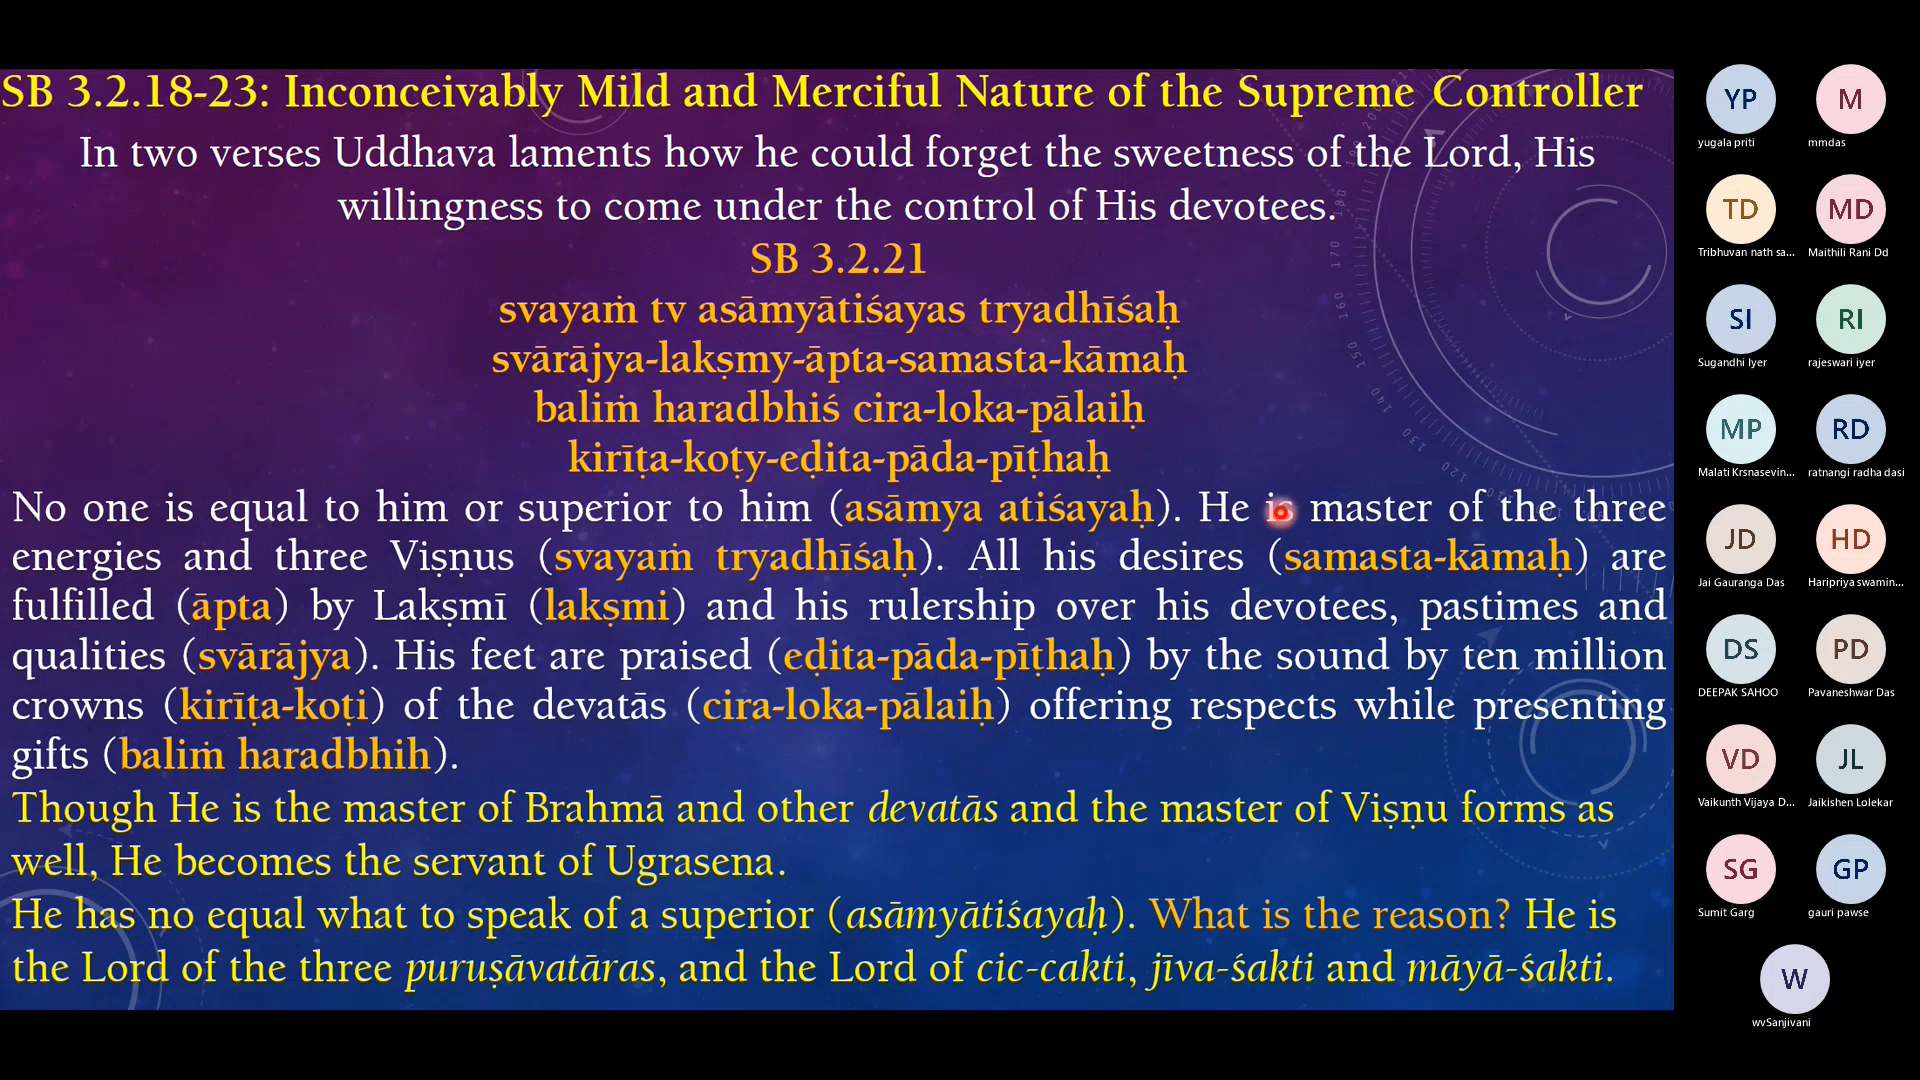 SB 3.2.18-23: Inconceivably Mild and Merciful Nature of the Supreme Controller
In two verses Uddhava laments how he could forget the sweetness of the Lord, His
willingness to come under the control of His devotees.
SB 3.2.21
svayaṁ tv asāmyātiśayas tryadhīśaḥ
svārājya-lakṣmy-āpta-samasta-kāmaḥ
baliṁ haradbhiś cira-loka-pālaiḥ
kirīṭa-koṭy-eḍita-pāda-pīṭhaḥ
No one is equal to him or superior to him (asāmya atiśayaḥ). He is master of the three
energies and three Viṣṇus (svayaṁ tryadhīśaḥ). All his desires (samasta-kāmaḥ) are
fulfilled (āpta) by Lakṣmī (lakṣmi) and his rulership over his devotees, pastimes and
qualities (svārājya). His feet are praised (eḍita-pāda-pīṭhaḥ) by the sound by ten million
crowns (kirīṭa-koṭi) of the devatās (cira-loka-pālaiḥ) offering respects while presenting
gifts (baliṁ haradbhih).
Though He is the master of Brahmā and other devatās and the master of Viṣṇu forms as
well, He becomes the servant of Ugrasena.
He has no equal what to speak of a superior (asāmyātiśayaḥ). What is the reason? He is
the Lord of the three puruṣāvatāras, and the Lord of cic-cakti, jīva-śakti and māyā-śakti.
YP
yugala priti
M
mmdas
TD
Tribhuvan nath sa...
MD
Maithili Rani Dd
SI
Sugandhi Iyer
RI
rajeswari iyer
MP
Malati Krsnasevin...
RD
ratnangi radha dasi
JD
Jai Gauranga Das
HD
Haripriya swamin...
DS
DEEPAK SAHOO
PD
Pavaneshwar Das
VD
Vaikunth Vijaya D...
JL
Jaikishen Lolekar
SG
Sumit Garg
GP
gauri pawse
W
wvSanjivani